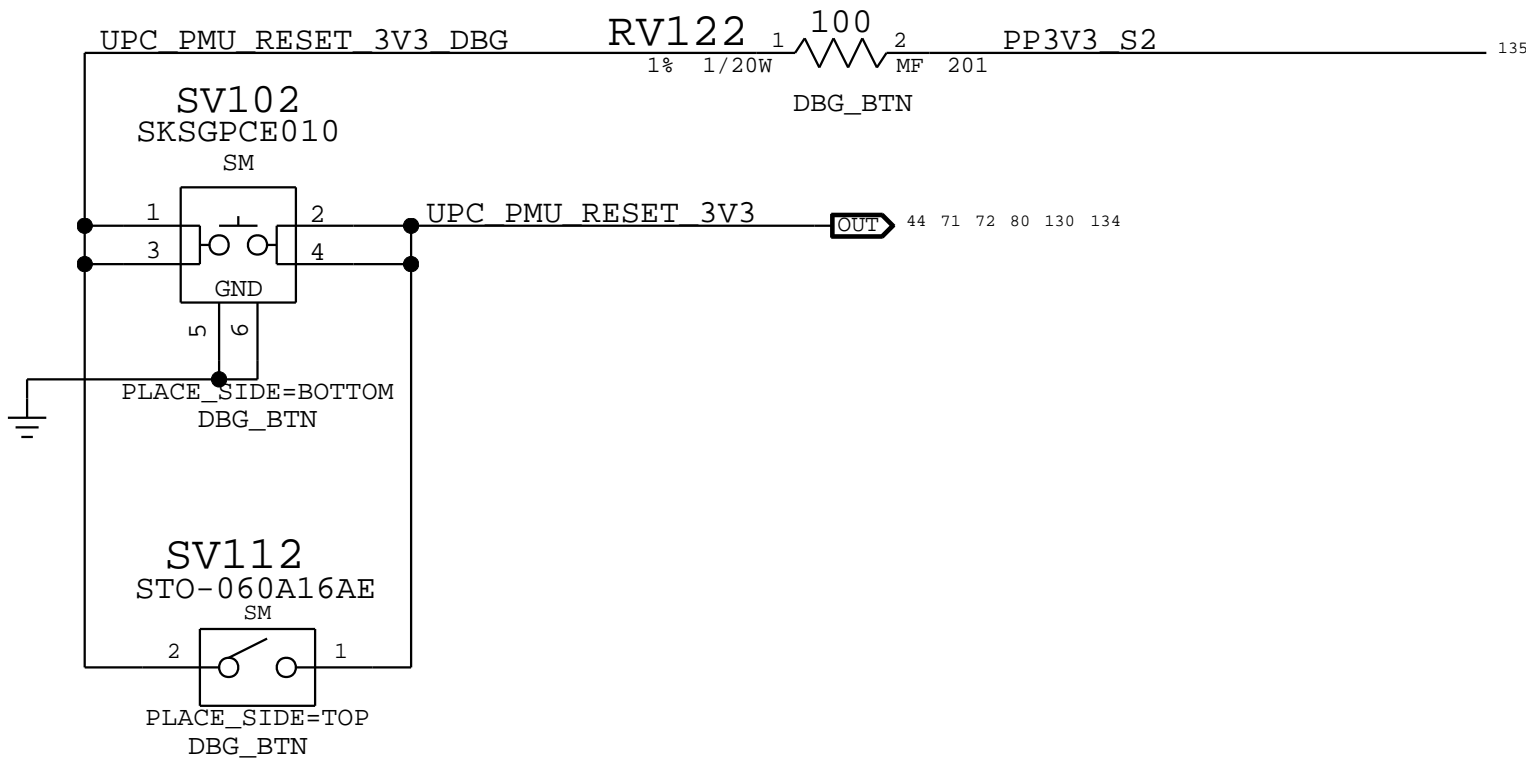 UPC_PMU_RESET_3V3_DBG
RV122
1
100
2
PP3V3_S2
135
1% 1/20W
MF 201
DBG_BTN
SV102
SKSGPCE010
SM
1
2
UPC_PMU_RESET_3V3
OUT
44 71 72 80 130 134
3
4
GND
5
6
PLACE_SIDE=BOTTOM
DBG_BTN
SV112
STO-060A16AE
SM
2
1
PLACE_SIDE=TOP
DBG_BTN